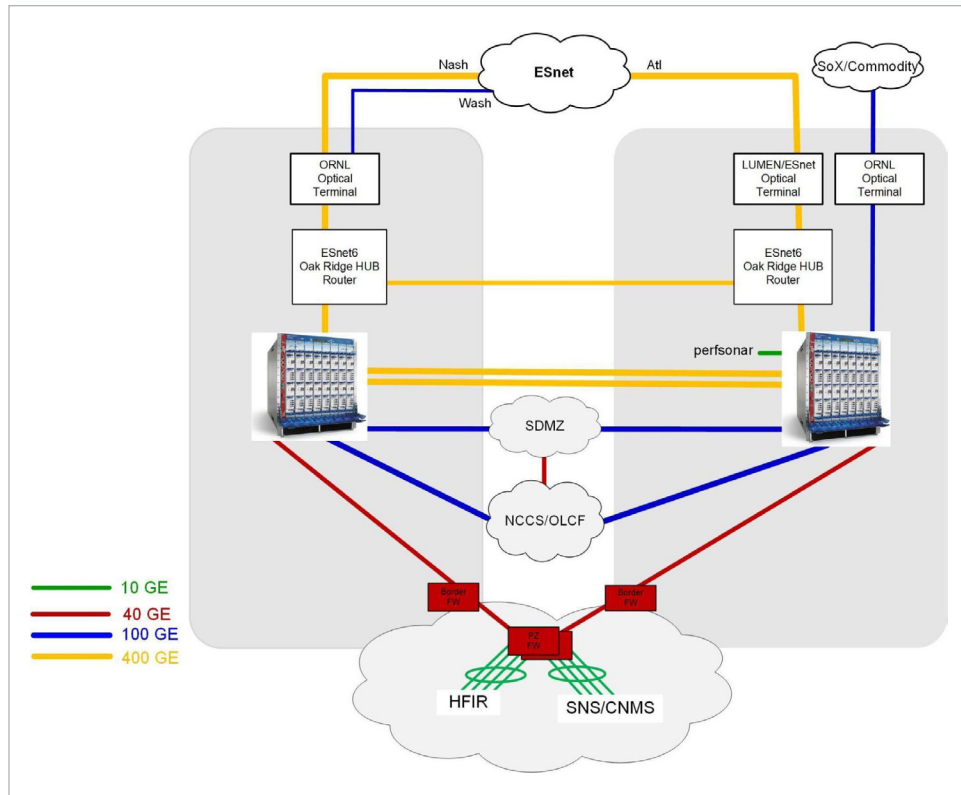 ESnet
Nash
Atl
Wash
SoX/Commodity
ORNL
Optical
Terminal
LUMEN/ESnet
Optical
Terminal
ORNL
Optical
Terminal
ESnet6
Oak Ridge HUB
Router
ESnet6
Oak Ridge HUB
Router
perfsonar
SDMZ
NCCS/OLCF
10 GE
40 GE
100 GE
400 GE
Border
FW
Border
FW
PZ
FW
HFIR
SNS/CNMS